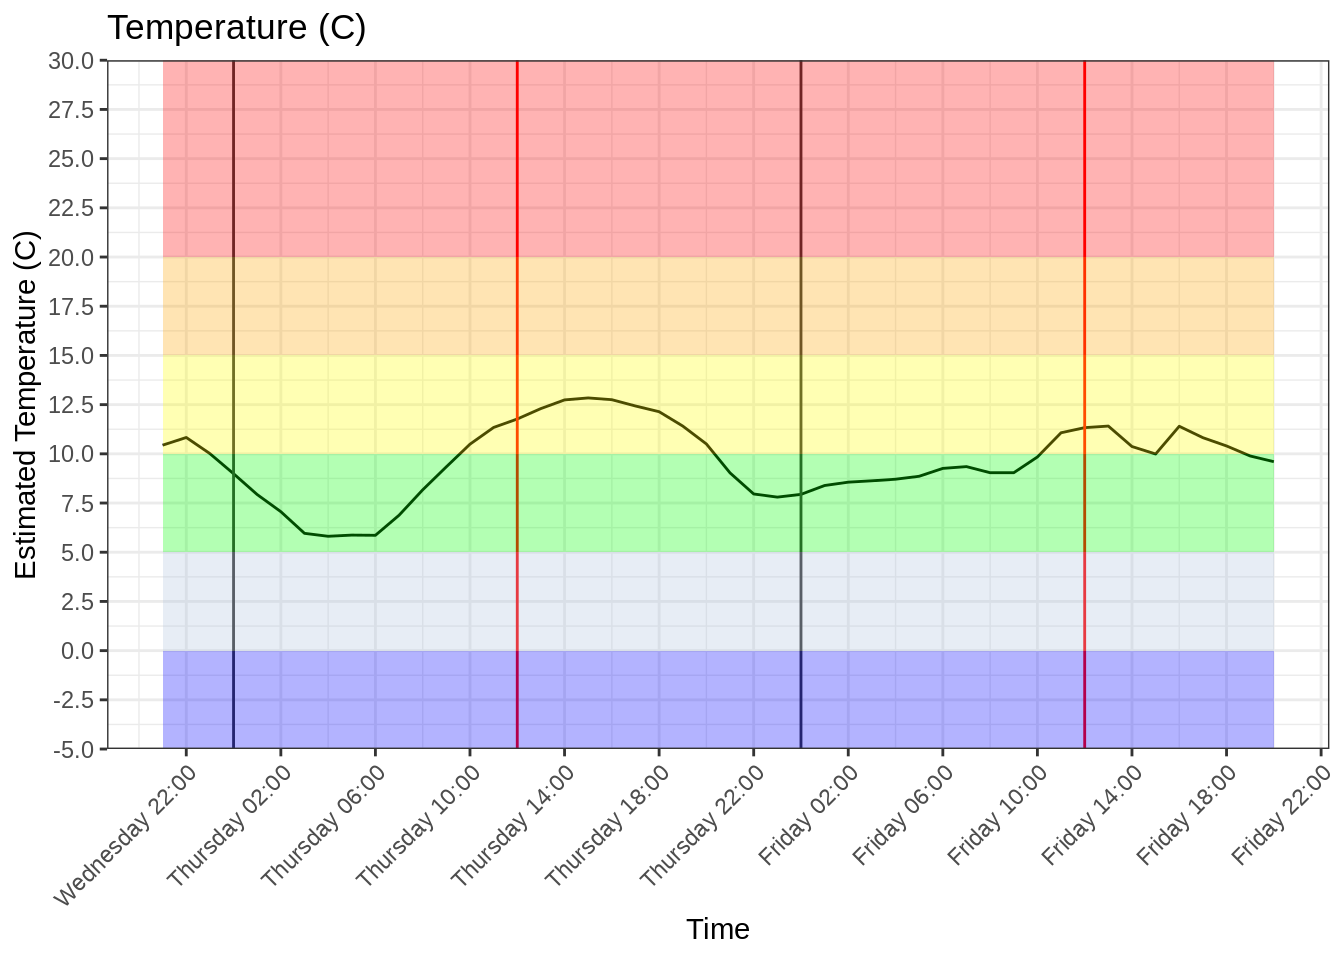 Temperature (C)
30.0
27.5
25.0
22.5
20.0
17.5
15.0
12.5
10.0
7.5
5.0
2.5
0.0
-2.5
-5.0
Estimated Temperature (C)
Wednesday 22:00
Thursday 02:00
Thursday 06:00
Thursday 10:00
Thursday 14:00
Thursday 18:00
Thursday 22:00
Friday 02:00
Friday 06:00
Friday 10:00
Friday 14:00
Friday 18:00
Friday 22:00
Time